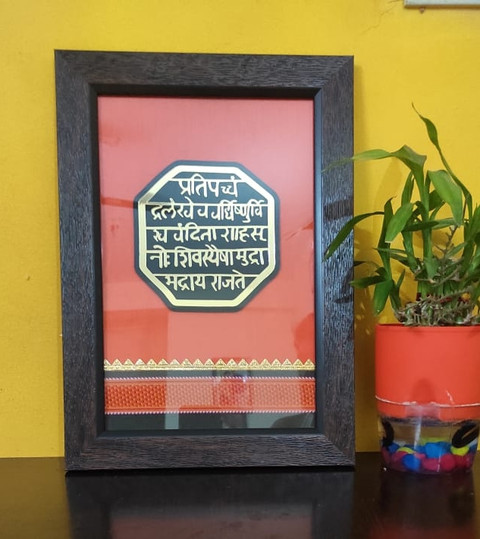 प्रतिपच्चं
द्रलेखेव वर्धिष्णुर्वि
श्व वंदिता शाहसू
नोः शिवस्यैषा मुद्रा
भद्राय राजते